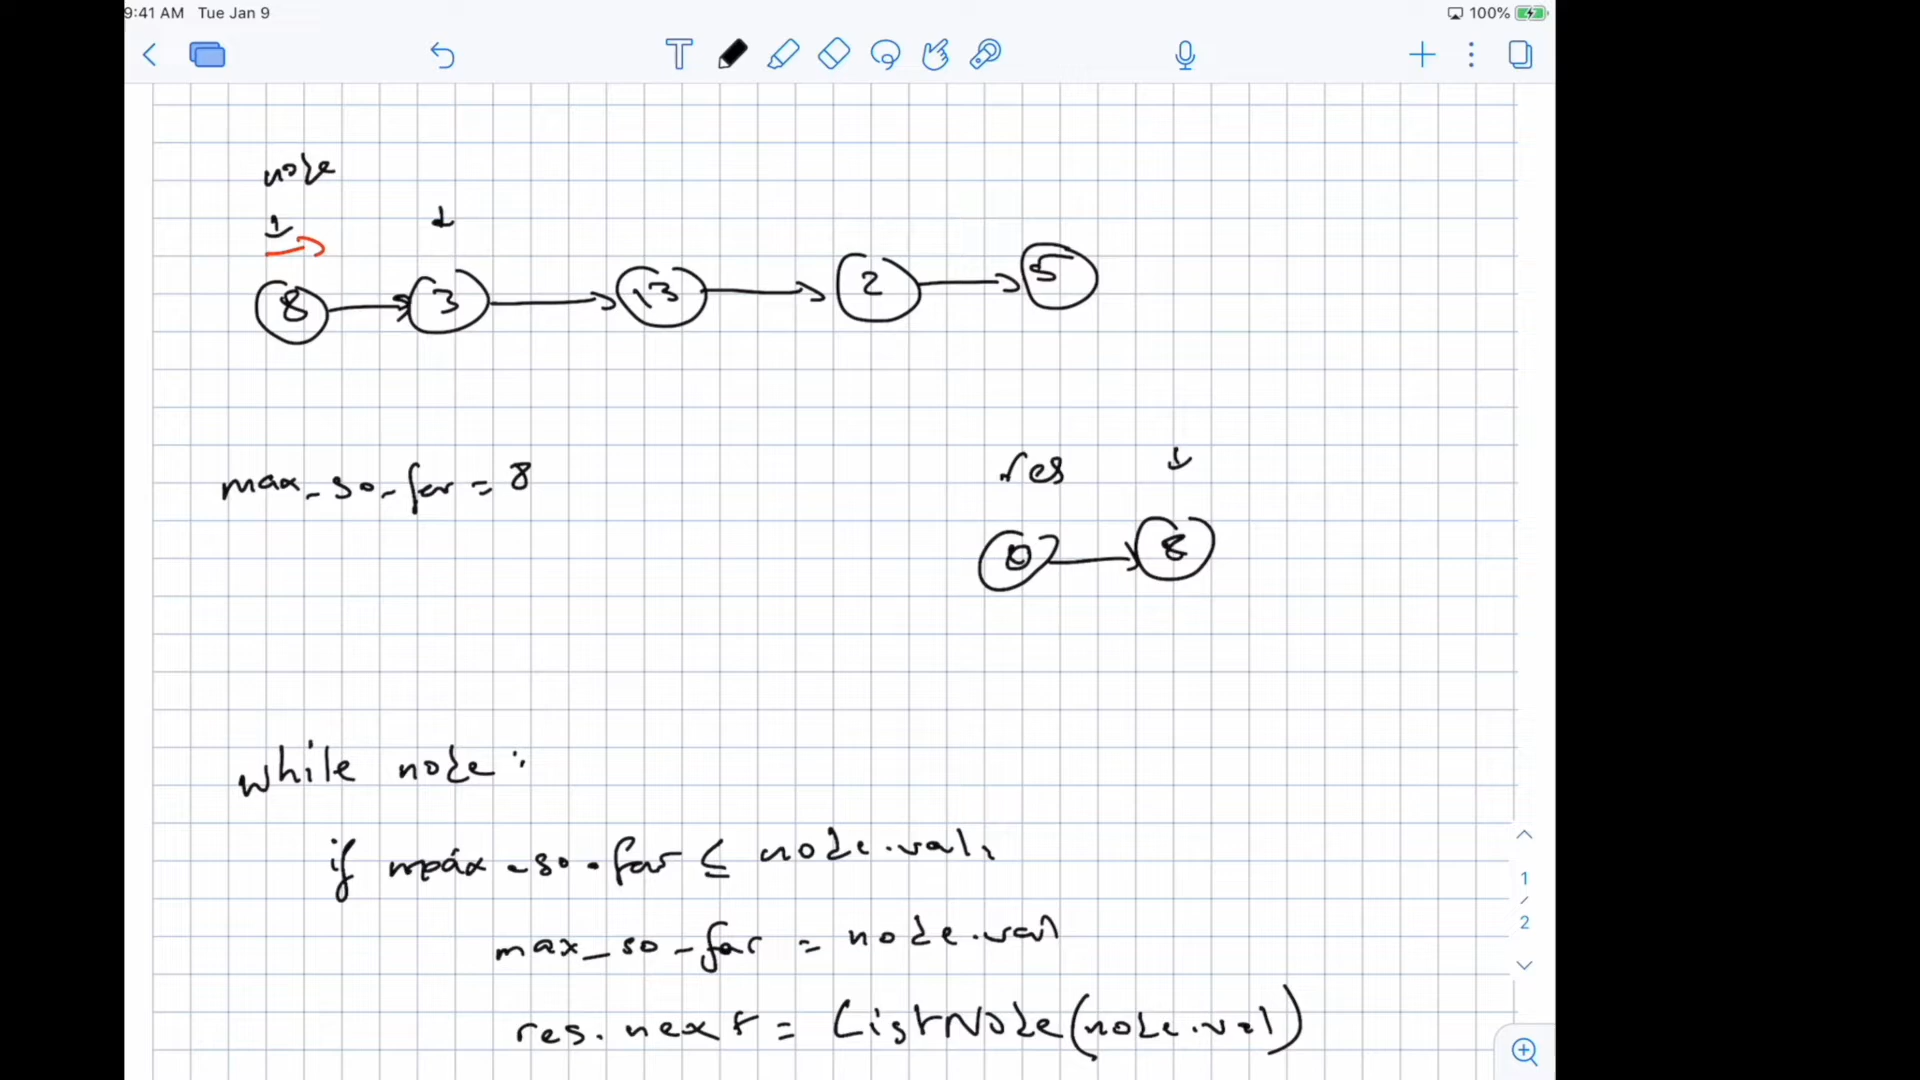 9:41 AM Tue Jan 9 100%
T
node
8 3 13 2 5
max_so_far = 8
res
0 8
while node:
if max_so_far ≤ node.val:
max_so_far = node.val
res.next = ListNode(node.val)
1
2